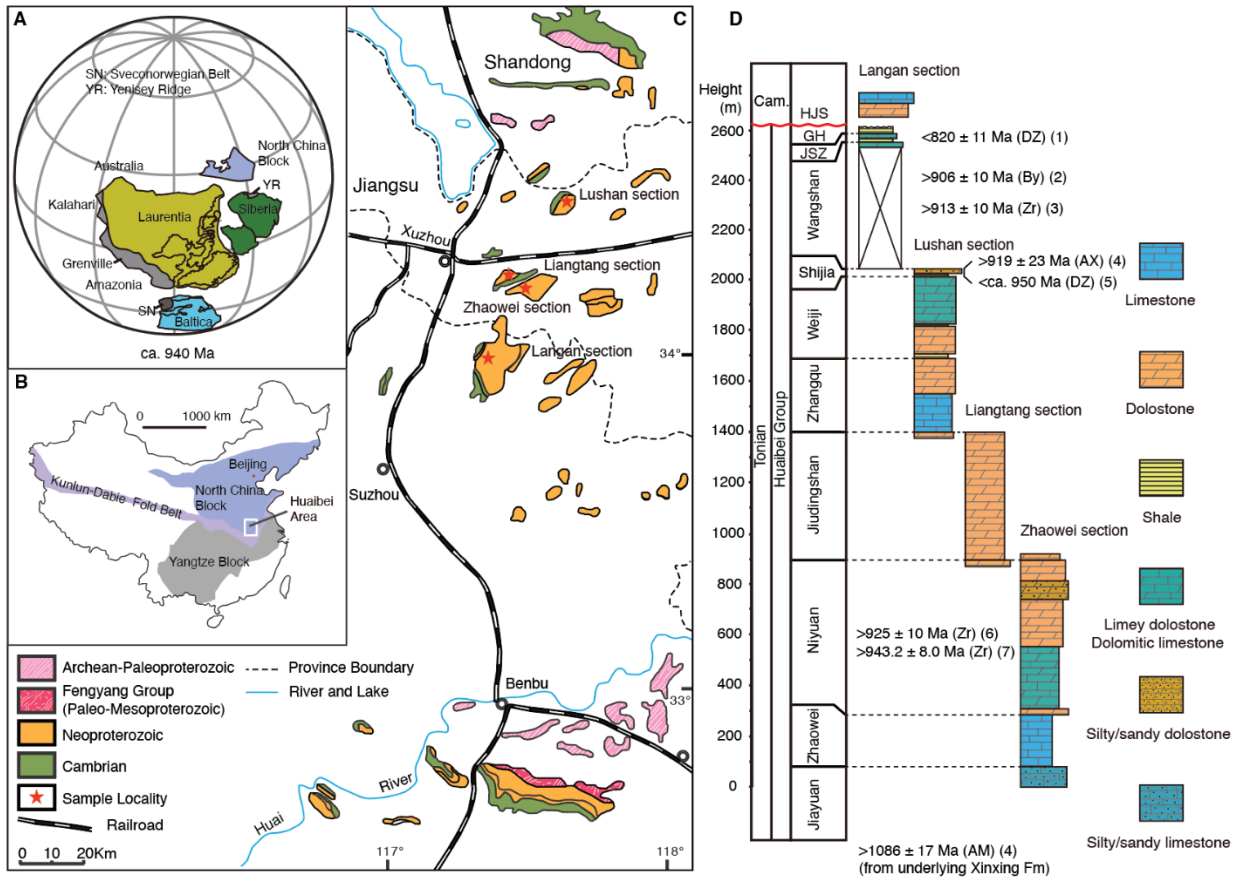 A
SN: Sveconorwegian Belt
YR: Yenisey Ridge
North China
Block
Australia
YR
Kalahari
Laurentia
Siberia
Grenville
Amazonia
SN
Baltica
ca. 940 Ma
B
0 1000 km
Beijing
North China
Block
Kunlun-Dabie Fold Belt
Huaibei
Area
Yangtze Block
Archean-Paleoproterozoic
Fengyang Group
(Paleo-Mesoproterozoic)
Neoproterozoic
Cambrian
Sample Locality
Railroad
0 10 20Km
Province Boundary
River and Lake
C
Shandong
Jiangsu
Lushan section
Xuzhou
Liangtang section
Zhaowei section
Langan section
34°
Suzhou
Benbu
33°
Huai River
117°
118°
D
Langan section
Height
(m)
Cam.
HJS
2600
GH
<820 ± 11 Ma (DZ) (1)
JSZ
2400
Wangshan
>906 ± 10 Ma (By) (2)
2200
>913 ± 10 Ma (Zr) (3)
Lushan section
2000
Shijia
>919 ± 23 Ma (AX) (4)
<ca. 950 Ma (DZ) (5)
1800
Weiji
1600
Zhangqu
1400
Liangtang section
1200
Jiudingshan
1000
Zhaowei section
800
Niyuan
600
>925 ± 10 Ma (Zr) (6)
>943.2 ± 8.0 Ma (Zr) (7)
400
200
Zhaowei
0
Jiayuan
Tonian
Huaibei Group
>1086 ± 17 Ma (AM) (4)
(from underlying Xinxing Fm)
Limestone
Dolostone
Shale
Limey dolostone
Dolomitic limestone
Silty/sandy dolostone
Silty/sandy limestone